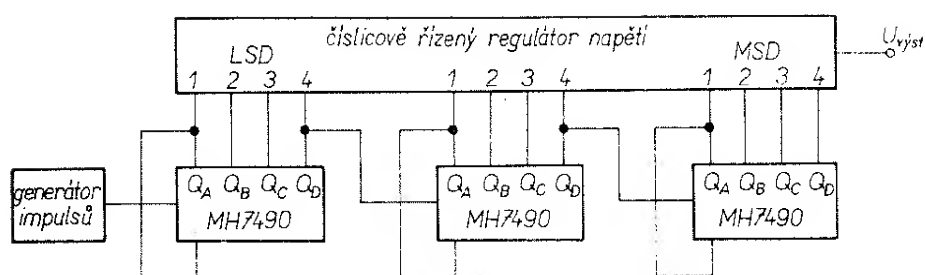 číslicově řízený regulátor napětí
LSD MSD
U výst
1 2 3 4 1 2 3 4 1 2 3 4
generátor
impulsů
Q_A Q_B Q_C Q_D Q_A Q_B Q_C Q_D Q_A Q_B Q_C Q_D
MH7490 MH7490 MH7490